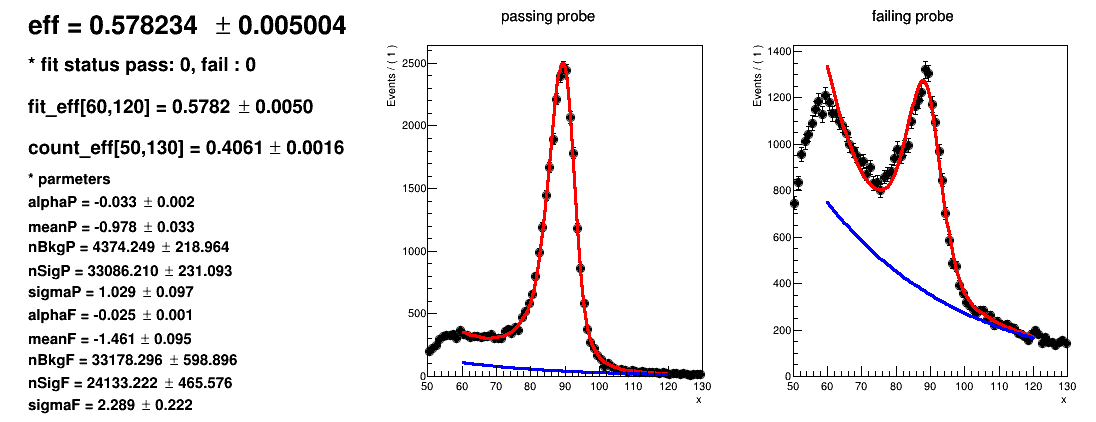 eff = 0.578234 ± 0.005004
* fit status pass: 0, fail : 0
fit_eff[60,120] = 0.5782 ± 0.0050
count_eff[50,130] = 0.4061 ± 0.0016
* parmeters
alphaP = -0.033 ± 0.002
meanP = -0.978 ± 0.033
nBkgP = 4374.249 ± 218.964
nSigP = 33086.210 ± 231.093
sigmaP = 1.029 ± 0.097
alphaF = -0.025 ± 0.001
meanF = -1.461 ± 0.095
nBkgF = 33178.296 ± 598.896
nSigF = 24133.222 ± 465.576
sigmaF = 2.289 ± 0.222
passing probe
Events / ( 1 )
2500
2000
1500
1000
500
0
50 60 70 80 90 100 110 120 130
x
failing probe
Events / ( 1 )
1400
1200
1000
800
600
400
200
0
50 60 70 80 90 100 110 120 130
x